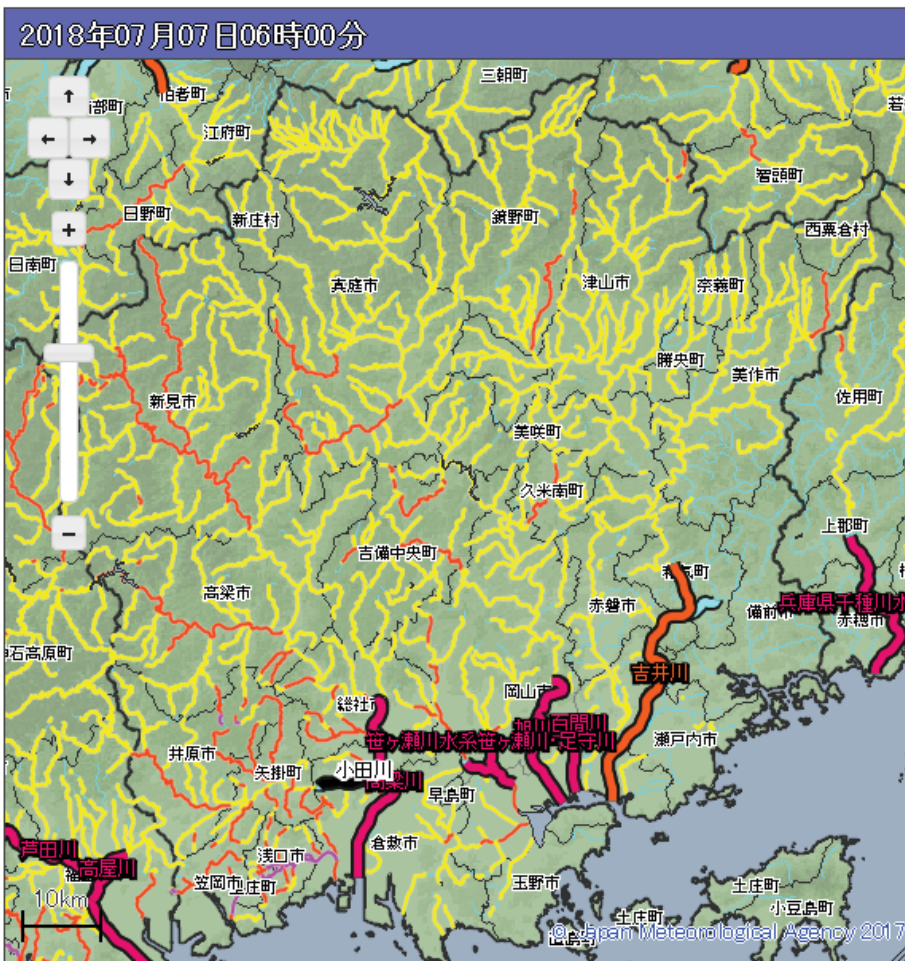 2018年07月07日06時00分
三朝町
伯耆町
江府町
智頭町
日野町
新庄村
鏡野町
西粟倉村
日南町
真庭市
津山市
奈義町
勝央町
美作市
新見市
佐用町
美咲町
久米南町
上郡町
吉備中央町
和気町
高梁市
赤磐市
備前市
兵庫県千種川水
赤穂市
石高原町
吉井川
総社市
岡山市
旭川
百間川
笹ヶ瀬川水系笹ヶ瀬川・足守川
瀬戸内市
井原市
矢掛町
小田川
高梁川
早島町
芦田川
倉敷市
浅口市
高屋川
笠岡市
里庄町
玉野市
土庄町
10km
小豆島町
土庄町
© Japan Meteorological Agency 2017